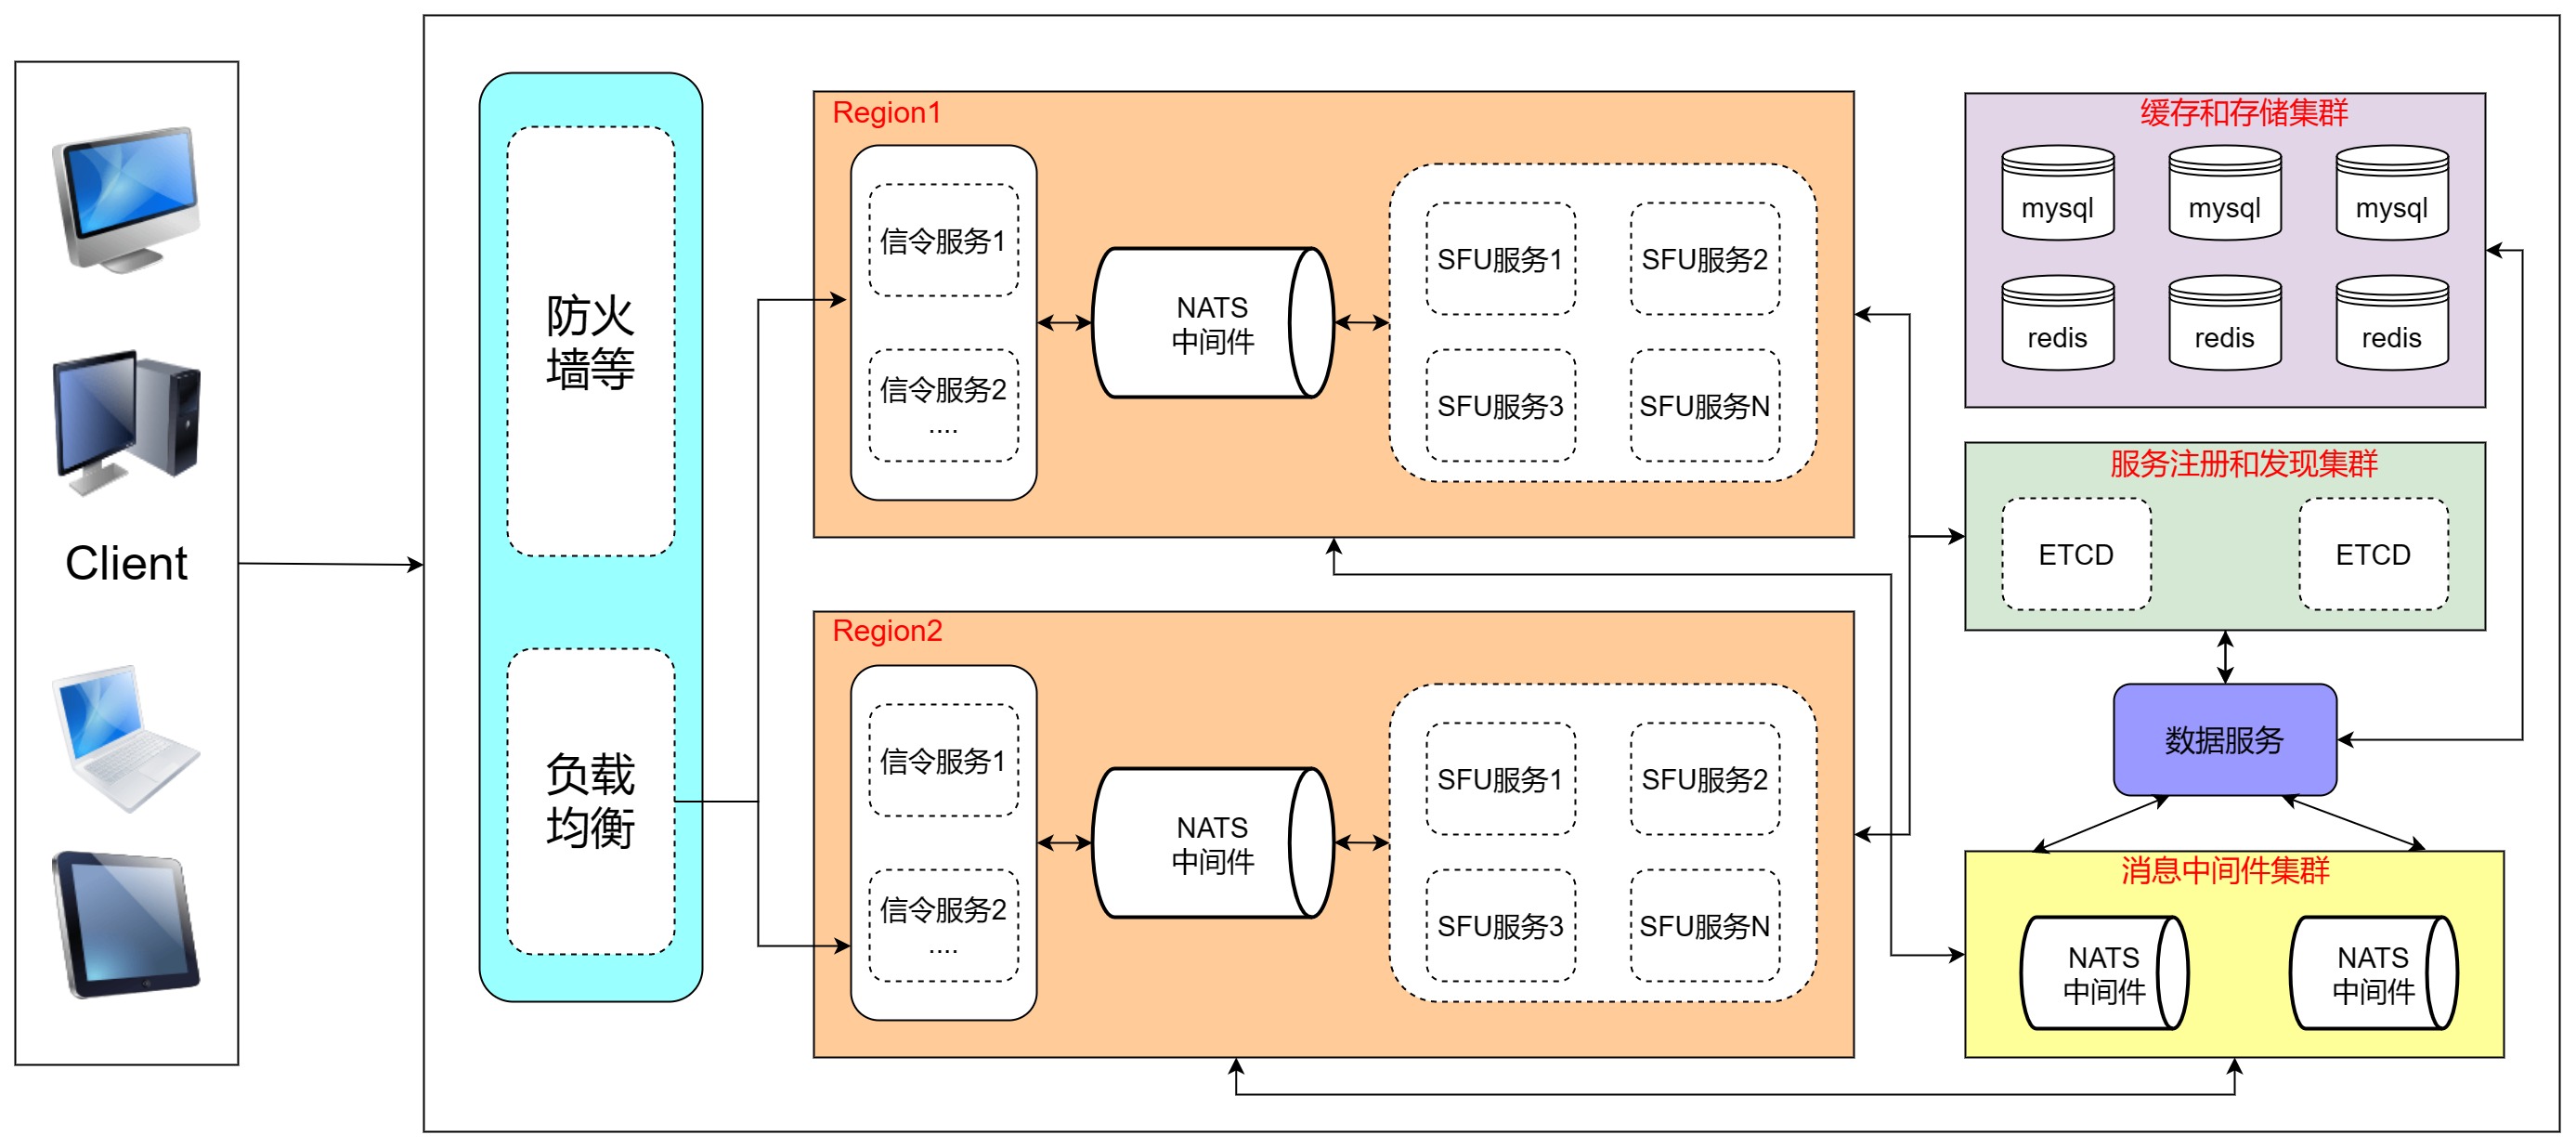 Client
防火
墙等
负载
均衡
Region1
信令服务1
信令服务2
....
NATS
中间件
SFU服务1
SFU服务2
SFU服务3
SFU服务N
Region2
信令服务1
信令服务2
....
NATS
中间件
SFU服务1
SFU服务2
SFU服务3
SFU服务N
缓存和存储集群
mysql
mysql
mysql
redis
redis
redis
服务注册和发现集群
ETCD
ETCD
数据服务
消息中间件集群
NATS
中间件
NATS
中间件